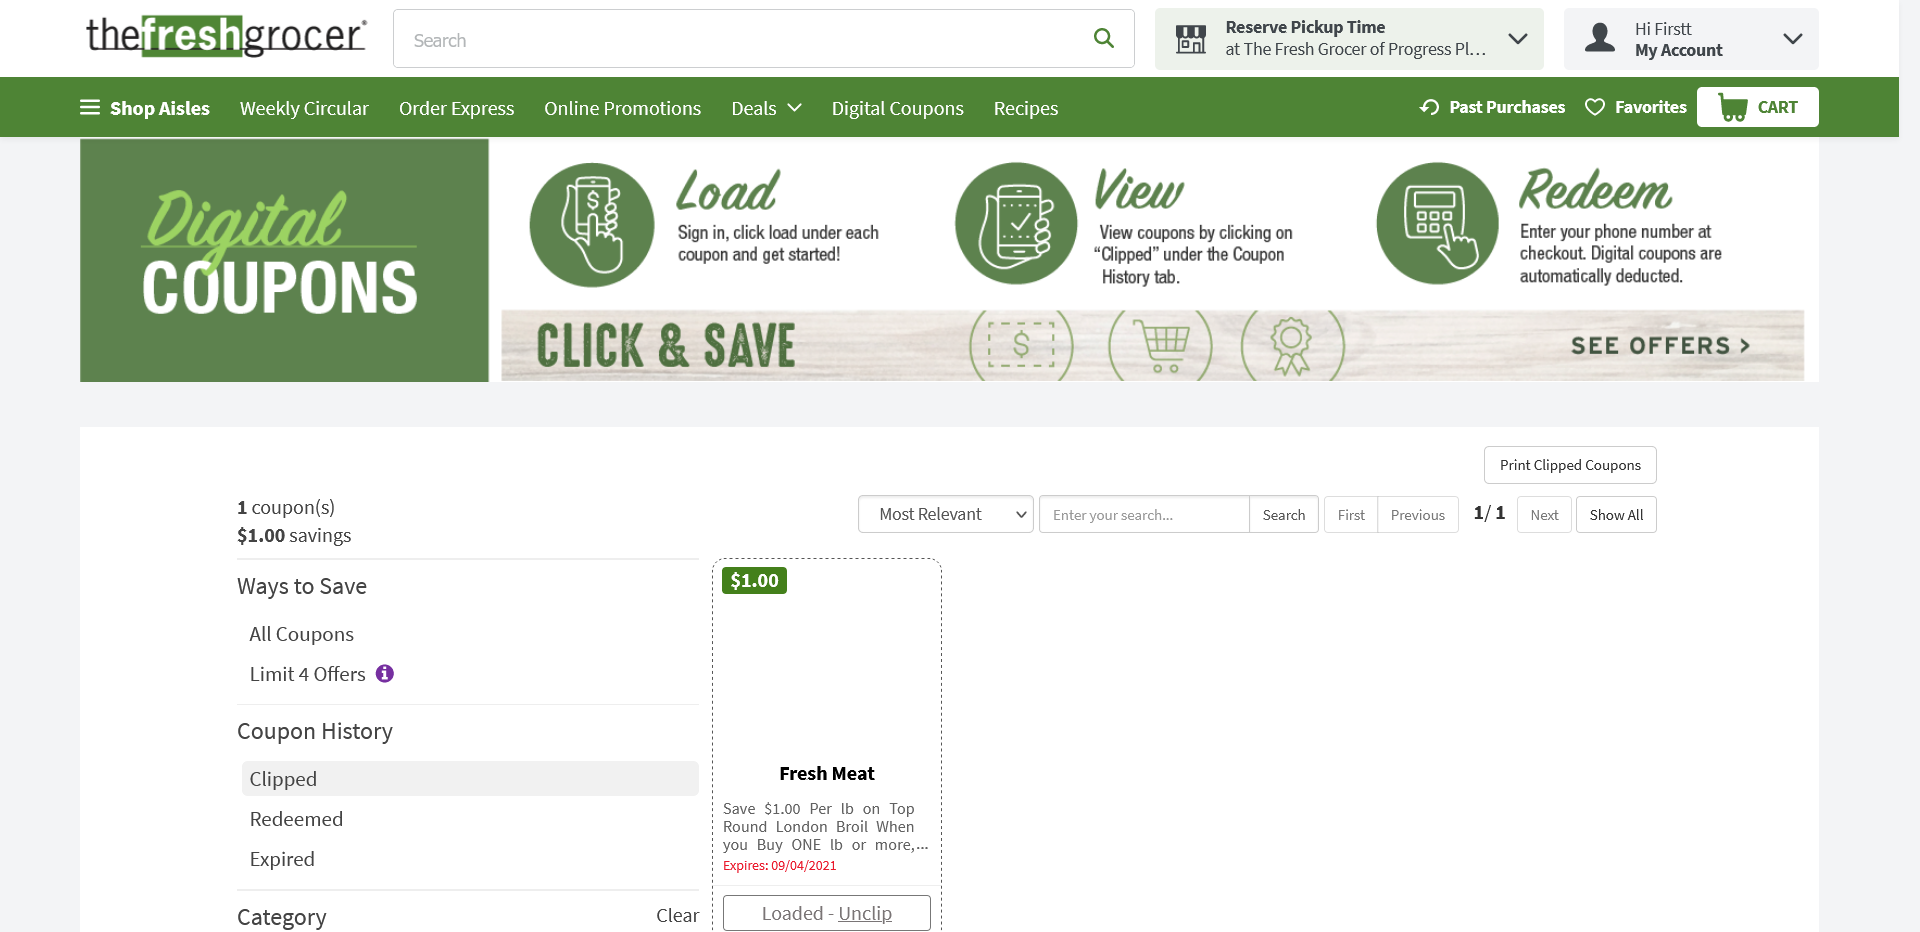 thefreshgrocer®
Search
Reserve Pickup Time
at The Fresh Grocer of Progress Pl...
Hi Firstt
My Account
Shop Aisles
Weekly Circular
Order Express
Online Promotions
Deals
Digital Coupons
Recipes
Past Purchases
Favorites
CART
Digital
COUPONS
Load
Sign in, click load under each
coupon and get started!
View
View coupons by clicking on
“Clipped” under the Coupon
History tab.
Redeem
Enter your phone number at
checkout. Digital coupons are
automatically deducted.
CLICK & SAVE
SEE OFFERS >
Print Clipped Coupons
1 coupon(s)
$1.00 savings
Most Relevant
Enter your search...
Search
First
Previous
1/ 1
Next
Show All
Ways to Save
All Coupons
Limit 4 Offers
Coupon History
Clipped
Redeemed
Expired
Category
Clear
$1.00
Fresh Meat
Save $1.00 Per lb on Top
Round London Broil When
you Buy ONE lb or more,...
Expires: 09/04/2021
Loaded - Unclip